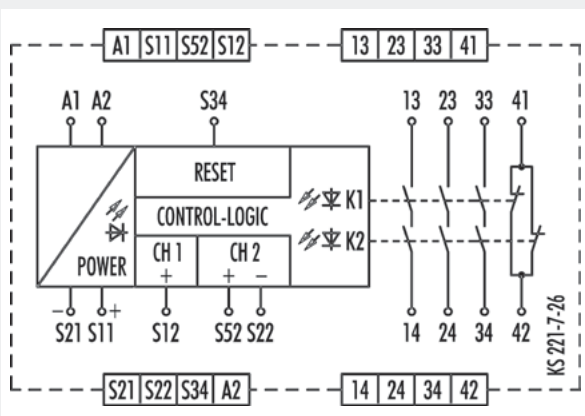 A1 S11 S52 S12 13 23 33 41
A1 A2 S34 13 23 33 41
RESET
K1
CONTROL-LOGIC
K2
CH 1 CH 2
POWER + + −
− + 
S21 S11 S12 S52 S22 14 24 34 42
KS 221-7-26
S21 S22 S34 A2 14 24 34 42